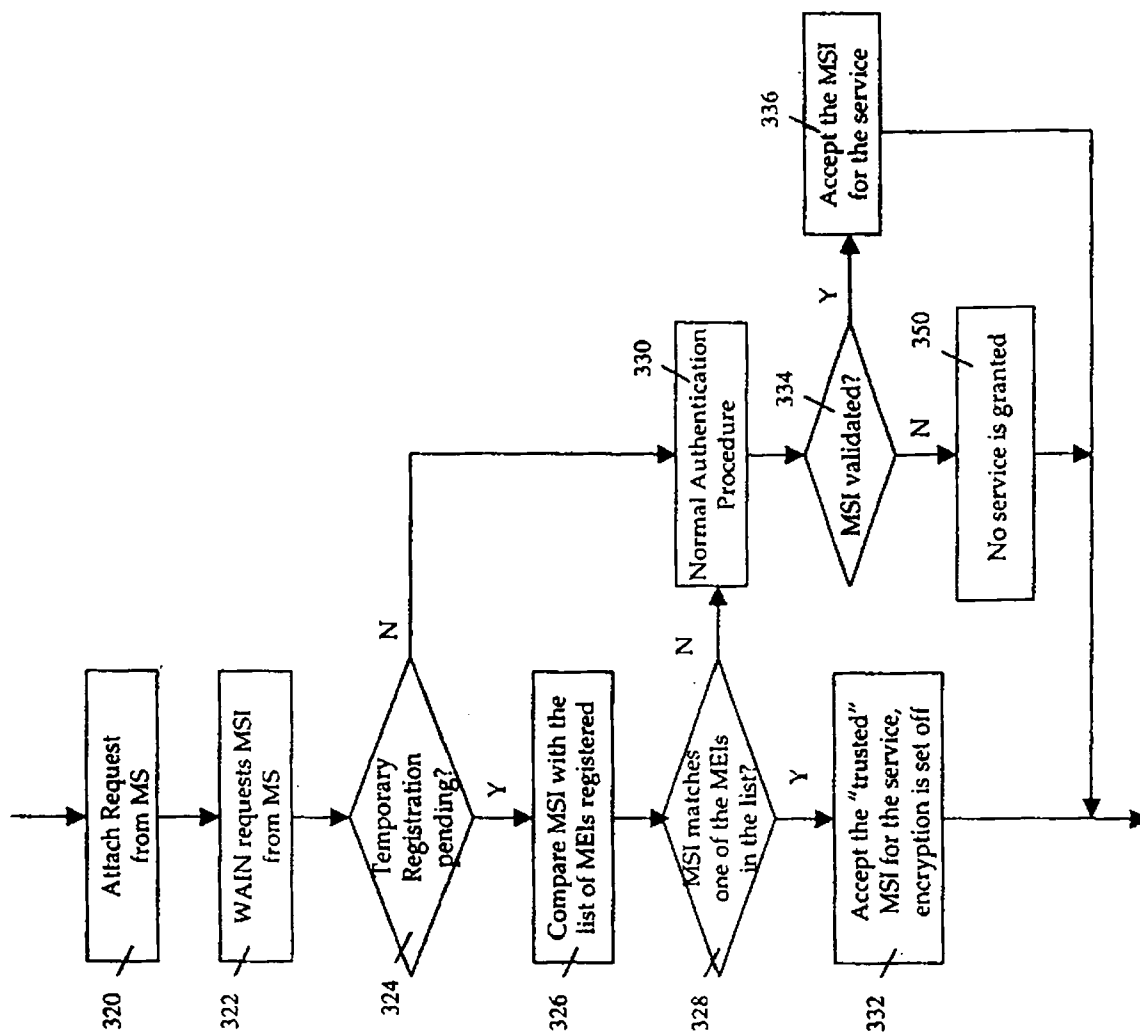 320
Attach Request
from MS
322
WAIN requests MSI
from MS
324
Temporary
Registration
pending?
N
Y
326
Compare MSI with the
list of MEIs registered
328
MSI matches
one of the MEIs
in the list?
N
Y
332
Accept the "trusted"
MSI for the service,
encryption is set off
330
Normal Authentication
Procedure
334
MSI validated?
Y
N
336
Accept the MSI
for the service
350
No service is granted